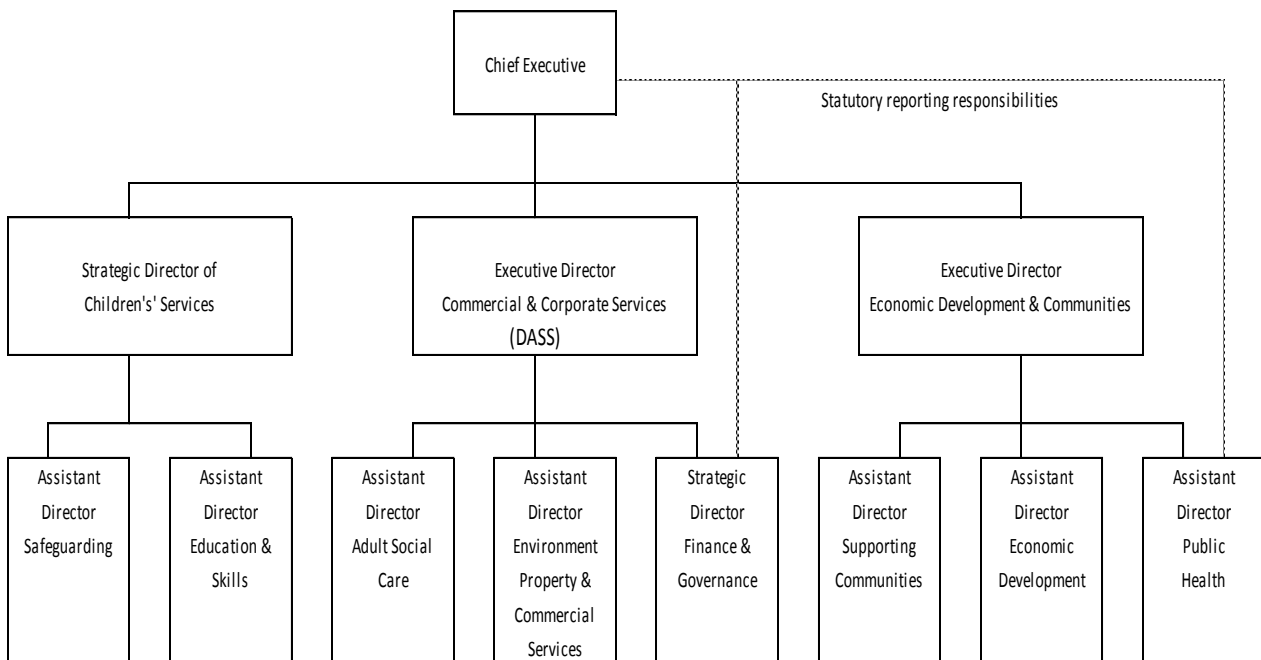 Chief Executive
Statutory reporting responsibilities
Strategic Director of
Children's' Services
Executive Director
Commercial & Corporate Services
(DASS)
Executive Director
Economic Development & Communities
Assistant
Director
Safeguarding
Assistant
Director
Education &
Skills
Assistant
Director
Adult Social
Care
Assistant
Director
Environment
Property &
Commercial
Services
Strategic
Director
Finance &
Governance
Assistant
Director
Supporting
Communities
Assistant
Director
Economic
Development
Assistant
Director
Public
Health